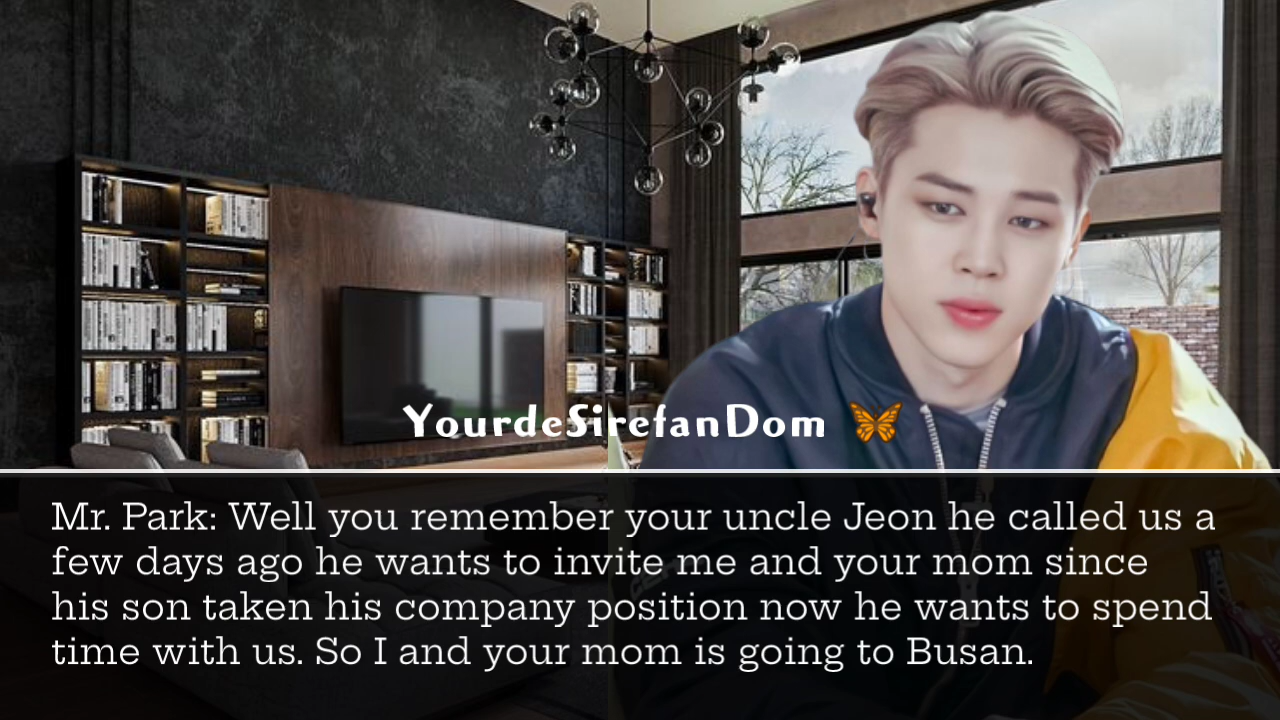 YourdeSirefanDom 🦋
Mr. Park: Well you remember your uncle Jeon he called us a
few days ago he wants to invite me and your mom since
his son taken his company position now he wants to spend
time with us. So I and your mom is going to Busan.